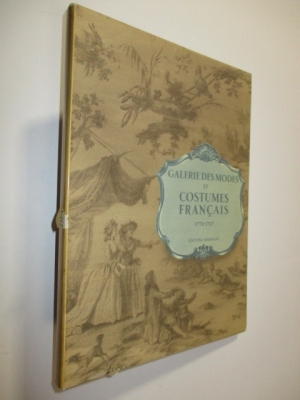 GALERIE DES MODES
ET
COSTUMES
FRANÇAIS